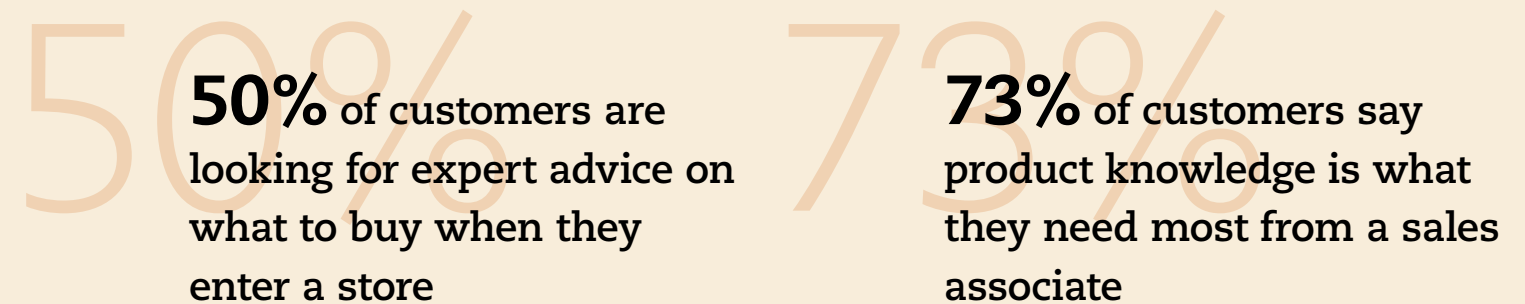 50%
50% of customers are
looking for expert advice on
what to buy when they
enter a store
73%
73% of customers say
product knowledge is what
they need most from a sales
associate